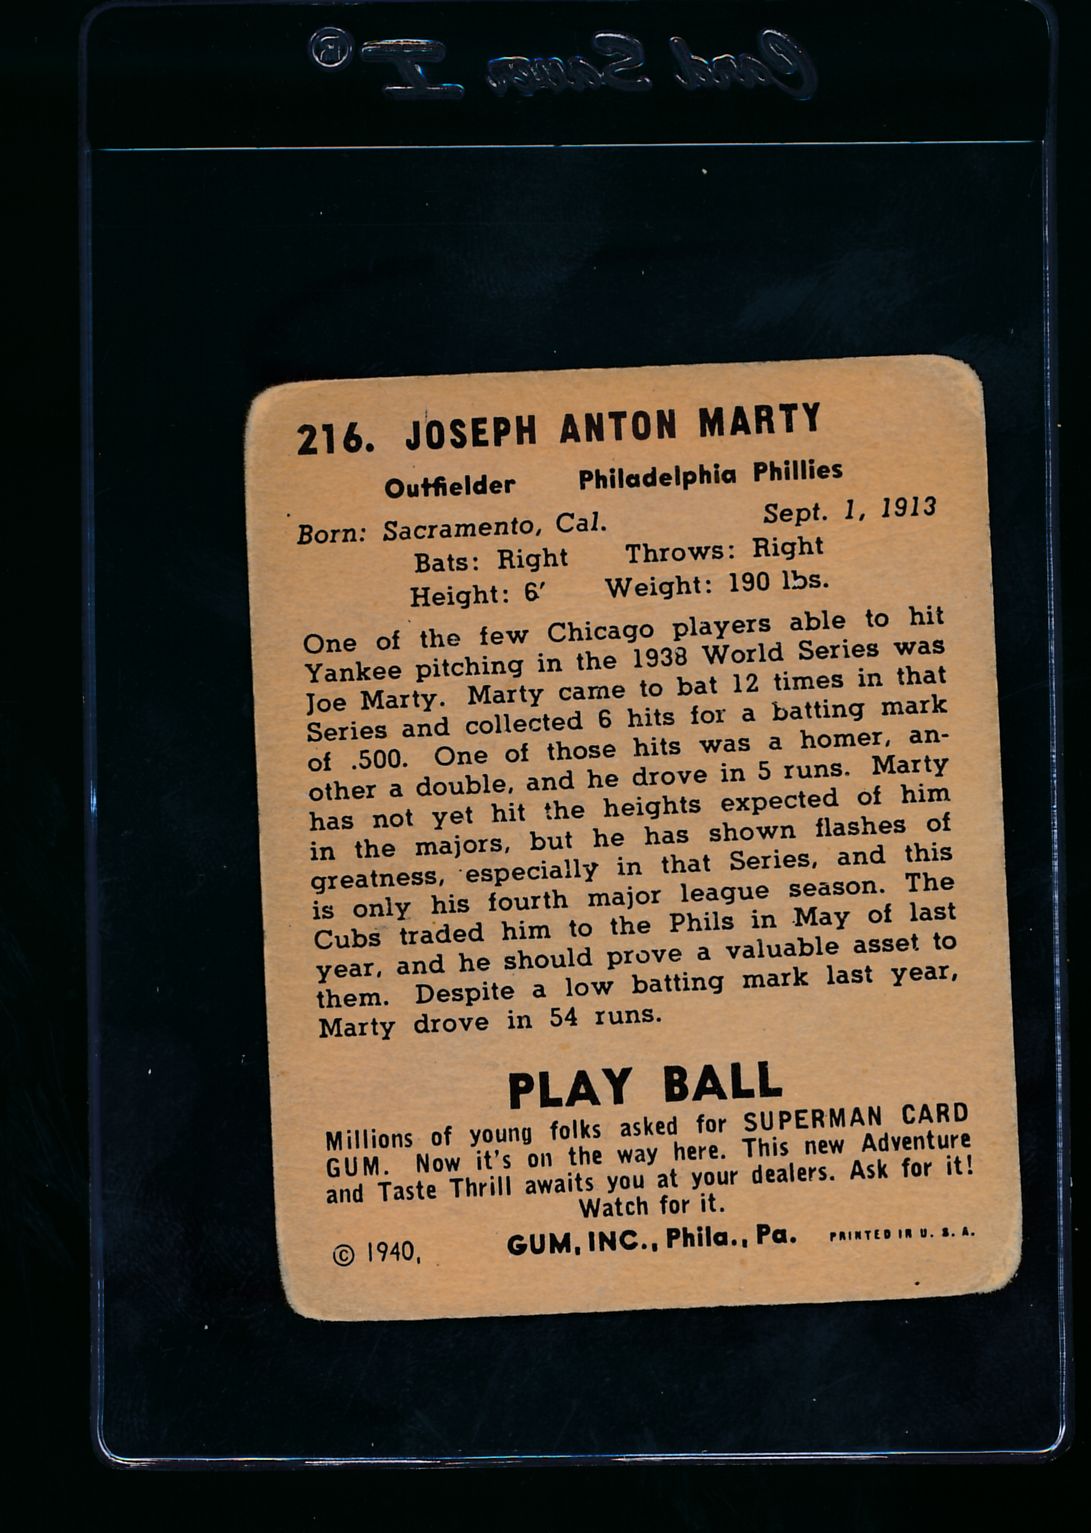 Card Saver I®
216. JOSEPH ANTON MARTY
Outfielder Philadelphia Phillies
Born: Sacramento, Cal. Sept. 1, 1913
Bats: Right Throws: Right
Height: 6′ Weight: 190 lbs.
One of the few Chicago players able to hit
Yankee pitching in the 1938 World Series was
Joe Marty. Marty came to bat 12 times in that
Series and collected 6 hits for a batting mark
of .500. One of those hits was a homer, an-
other a double, and he drove in 5 runs. Marty
has not yet hit the heights expected of him
in the majors, but he has shown flashes of
greatness, especially in that Series, and this
is only his fourth major league season. The
Cubs traded him to the Phils in May of last
year, and he should prove a valuable asset to
them. Despite a low batting mark last year,
Marty drove in 54 runs.
PLAY BALL
Millions of young folks asked for SUPERMAN CARD
GUM. Now it's on the way here. This new Adventure
and Taste Thrill awaits you at your dealers. Ask for it!
Watch for it.
© 1940, GUM, INC., Phila., Pa. PRINTED IN U. S. A.